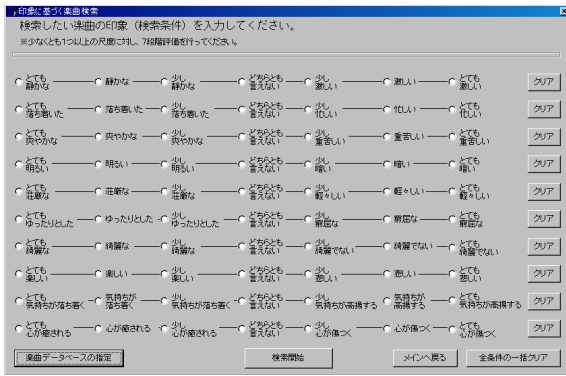 印象に基づく楽曲検索
検索したい楽曲の印象（検索条件）を入力してください。
※少なくとも1つ以上の尺度に対し、7段階評価を行ってください。
とても静かな 静かな 少し静かな どちらとも言えない 少し激しい 激しい とても激しい クリア
とても落ち着いた 落ち着いた 少し落ち着いた どちらとも言えない 少し忙しい 忙しい とても忙しい クリア
とても爽やかな 爽やかな 少し爽やかな どちらとも言えない 少し重苦しい 重苦しい とても重苦しい クリア
とても明るい 明るい 少し明るい どちらとも言えない 少し暗い 暗い とても暗い クリア
とても荘厳な 荘厳な 少し荘厳な どちらとも言えない 少し軽々しい 軽々しい とても軽々しい クリア
とてもゆったりとした ゆったりとした 少しゆったりとした どちらとも言えない 少し窮屈な 窮屈な とても窮屈な クリア
とても綺麗な 綺麗な 少し綺麗な どちらとも言えない 少し綺麗でない 綺麗でない とても綺麗でない クリア
とても楽しい 楽しい 少し楽しい どちらとも言えない 少し悲しい 悲しい とても悲しい クリア
とても気持ちが落ち着く 気持ちが落ち着く 少し気持ちが落ち着く どちらとも言えない 少し気持ちが高揚する 気持ちが高揚する とても気持ちが高揚する クリア
とても心が癒される 心が癒される 少し心が癒される どちらとも言えない 少し心が傷つく 心が傷つく とても心が傷つく クリア
楽曲データベースの指定 検索開始 メインへ戻る 全条件の一括クリア